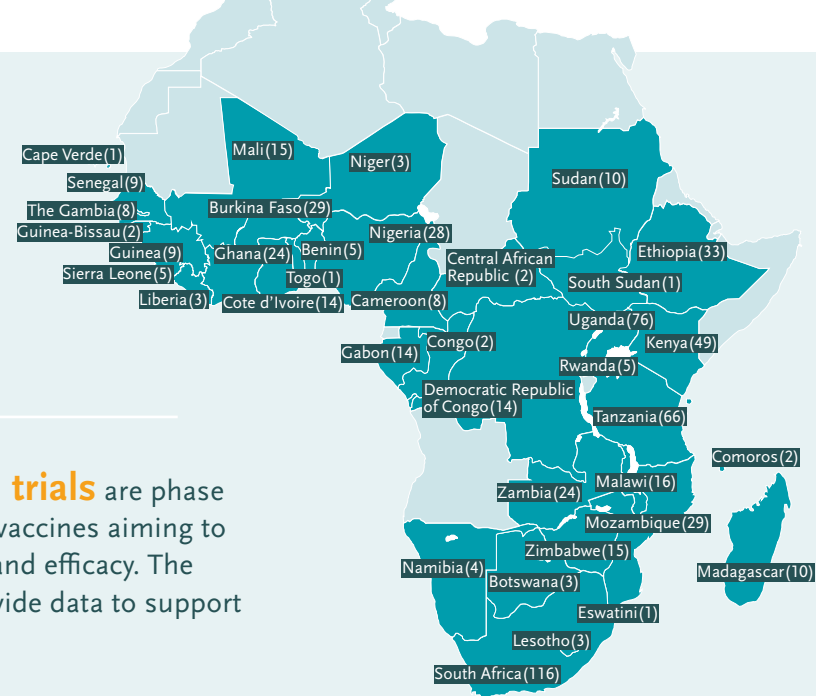 Cape Verde(1)
Senegal(9)
The Gambia(8)
Guinea-Bissau(2)
Guinea(9)
Sierra Leone(5)
Liberia(3)
Mali(15)
Niger(3)
Burkina Faso(29)
Nigeria(28)
Ghana(24)
Benin(5)
Togo(1)
Cote d'Ivoire(14)
Cameroon(8)
Sudan(10)
Central African
Republic (2)
Ethiopia(33)
South Sudan(1)
Uganda(76)
Kenya(49)
Gabon(14)
Congo(2)
Rwanda(5)
Democratic Republic
of Congo(14)
Tanzania(66)
Comoros(2)
Zambia(24)
Malawi(16)
Mozambique(29)
Zimbabwe(15)
Namibia(4)
Botswana(3)
Madagascar(10)
Eswatini(1)
Lesotho(3)
South Africa(116)
trials are phase
vaccines aiming to
and efficacy. The
vide data to support